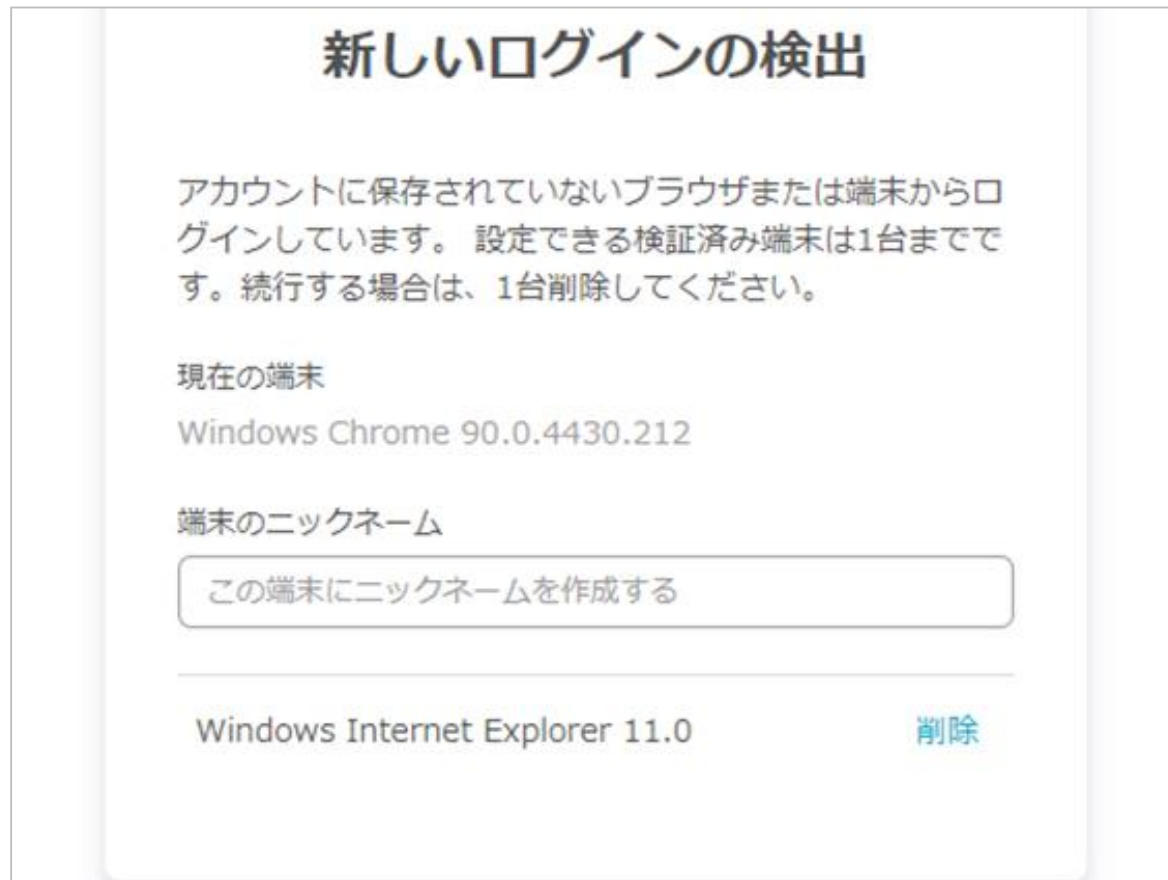 新しいログインの検出
アカウントに保存されていないブラウザまたは端末からロ
グインしています。 設定できる検証済み端末は1台までで
す。続行する場合は、1台削除してください。
現在の端末
Windows Chrome 90.0.4430.212
端末のニックネーム
この端末にニックネームを作成する
Windows Internet Explorer 11.0 削除